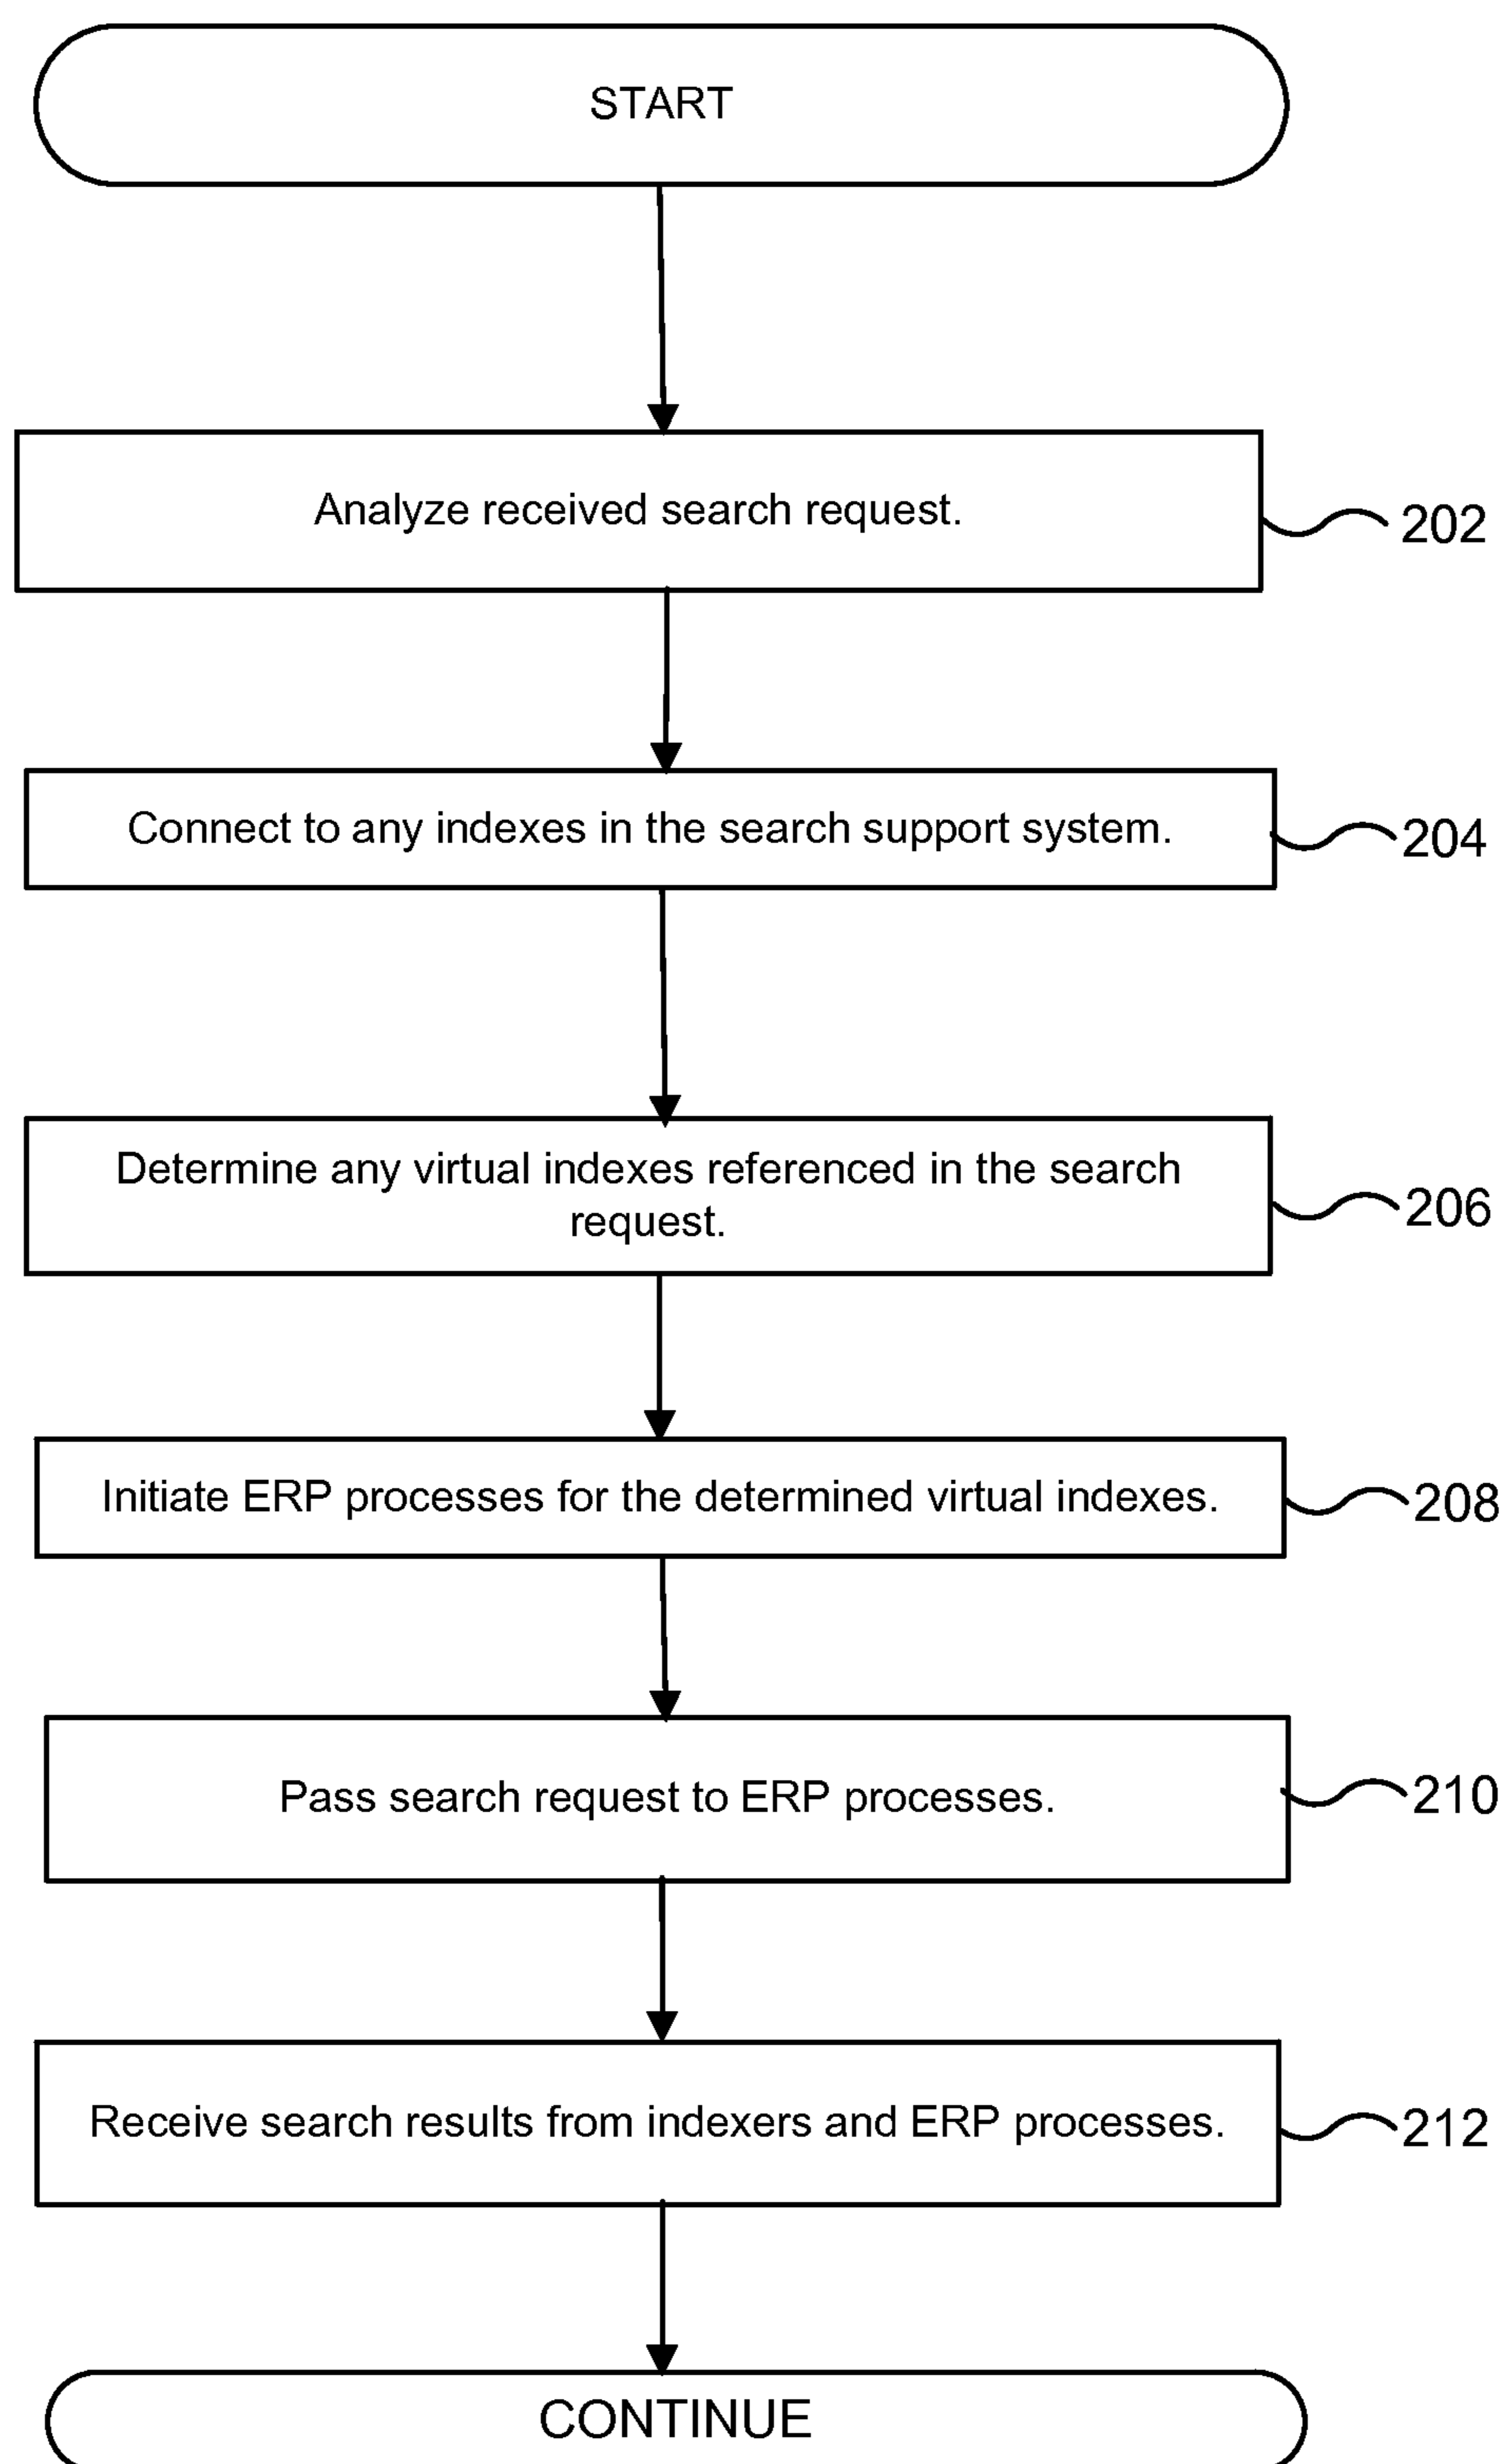 START
Analyze received search request.
202
Connect to any indexes in the search support system.
204
Determine any virtual indexes referenced in the search
request.
206
Initiate ERP processes for the determined virtual indexes.
208
Pass search request to ERP processes.
210
Receive search results from indexers and ERP processes.
212
CONTINUE